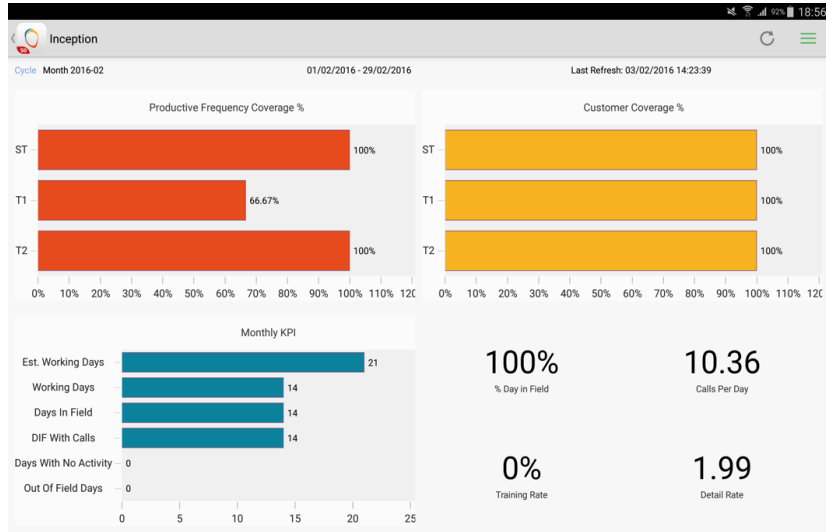 92% 18:56
SD Inception
Cycle Month 2016-02 01/02/2016 - 29/02/2016 Last Refresh: 03/02/2016 14:23:39
Productive Frequency Coverage %
ST 100%
T1 66.67%
T2 100%
0% 10% 20% 30% 40% 50% 60% 70% 80% 90% 100% 110% 120
Customer Coverage %
ST 100%
T1 100%
T2 100%
0% 10% 20% 30% 40% 50% 60% 70% 80% 90% 100% 110% 120
Monthly KPI
Est. Working Days 21
Working Days 14
Days In Field 14
DIF With Calls 14
Days With No Activity 0
Out Of Field Days 0
0 5 10 15 20 25
100%
% Day in Field
10.36
Calls Per Day
0%
Training Rate
1.99
Detail Rate